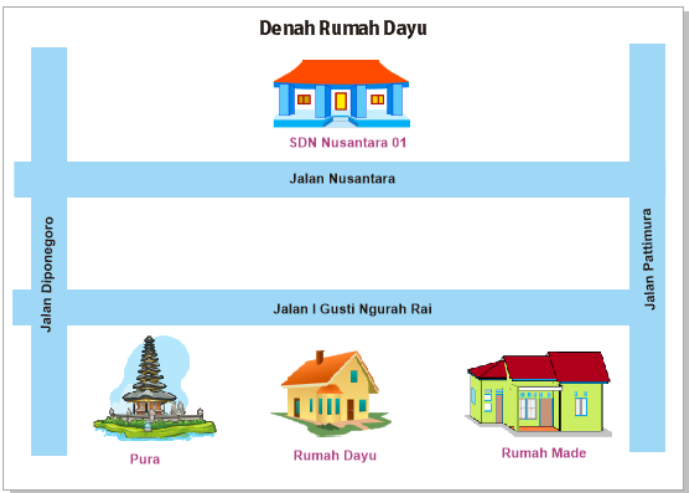 Denah Rumah Dayu
SDN Nusantara 01
Jalan Nusantara
Jalan Diponegoro
Jalan Pattimura
Jalan I Gusti Ngurah Rai
Pura
Rumah Dayu
Rumah Made